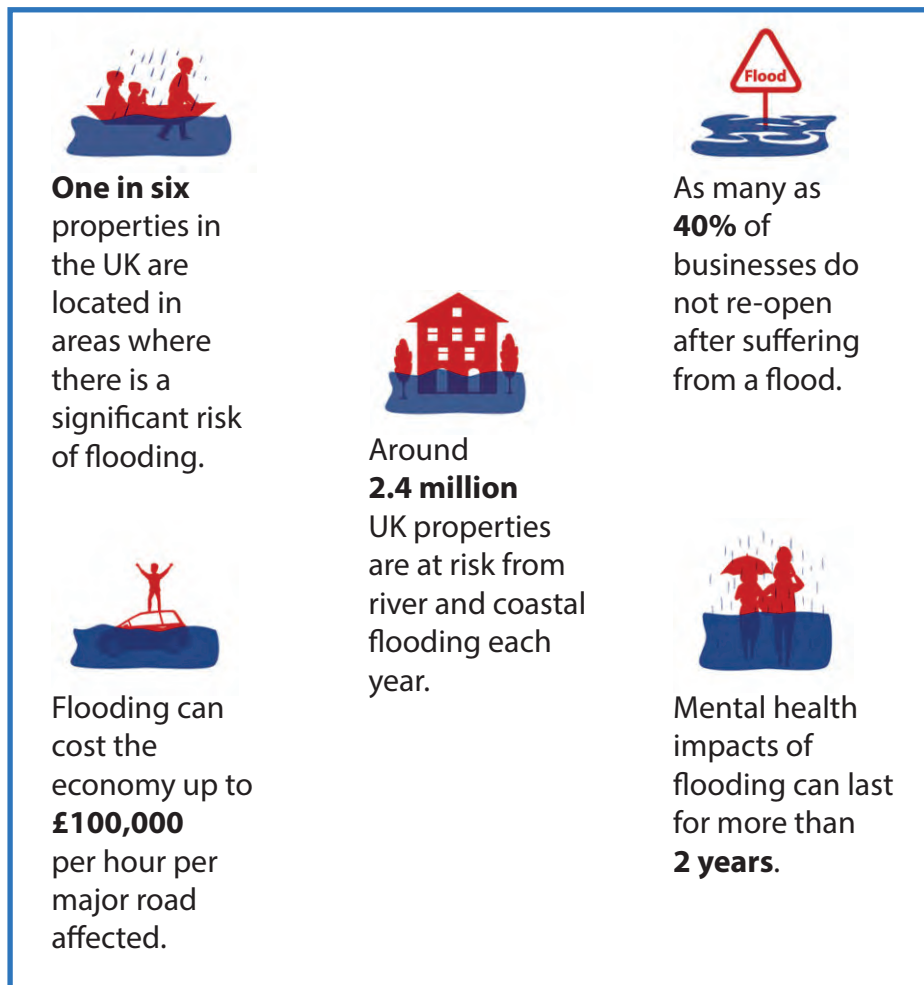 One in six
properties in
the UK are
located in
areas where
there is a
significant risk
of flooding.
Flood
As many as
40% of
businesses do
not re-open
after suffering
from a flood.
Around
2.4 million
UK properties
are at risk from
river and coastal
flooding each
year.
Flooding can
cost the
economy up to
£100,000
per hour per
major road
affected.
Mental health
impacts of
flooding can last
for more than
2 years.